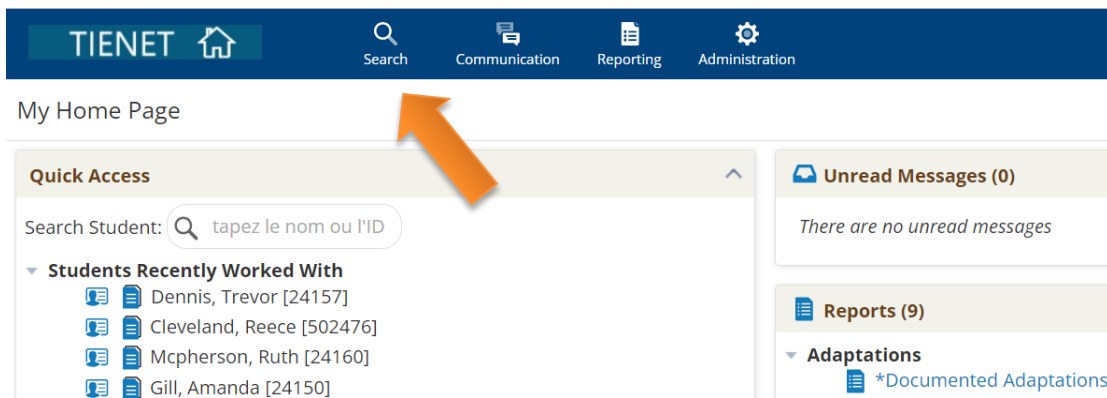 TIENET
Search
Communication
Reporting
Administration
My Home Page
Quick Access
Search Student: tapez le nom ou l'ID
Students Recently Worked With
Dennis, Trevor [24157]
Cleveland, Reece [502476]
Mcpherson, Ruth [24160]
Gill, Amanda [24150]
Unread Messages (0)
There are no unread messages
Reports (9)
Adaptations
*Documented Adaptations